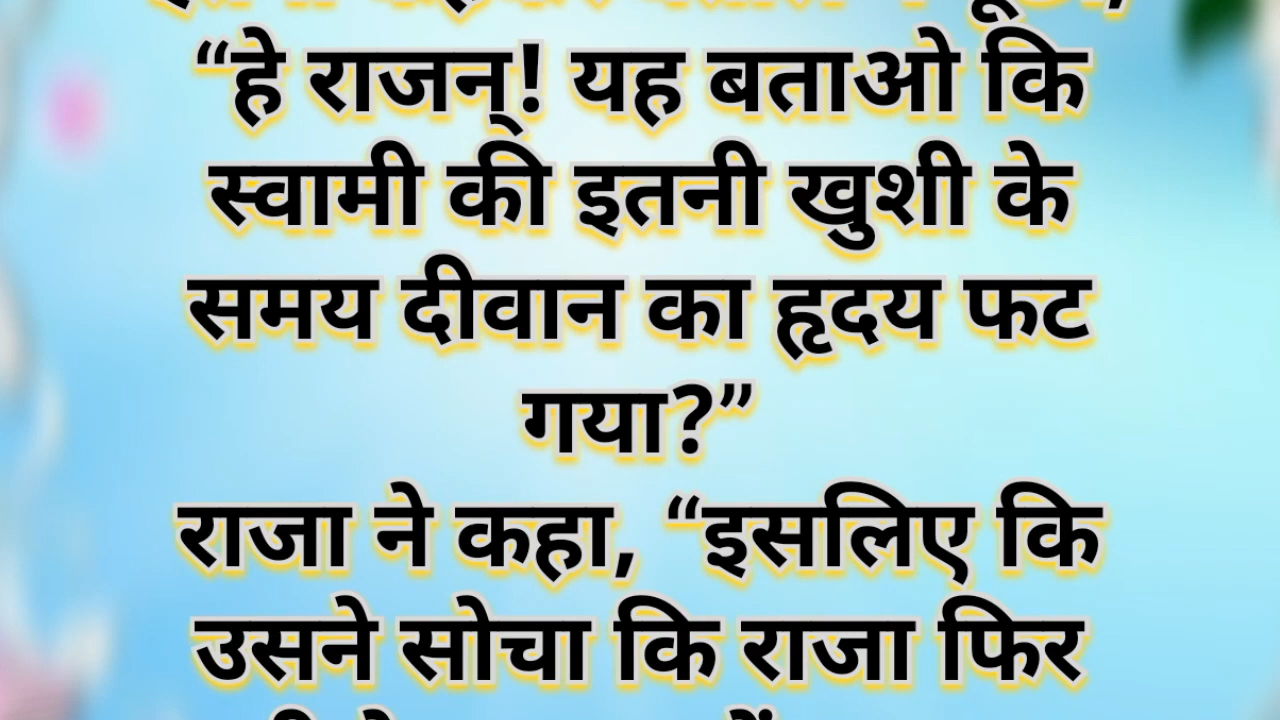 “हे राजन्! यह बताओ कि
स्वामी की इतनी खुशी के
समय दीवान का हृदय फट
गया?”
राजा ने कहा, “इसलिए कि
उसने सोचा कि राजा फिर